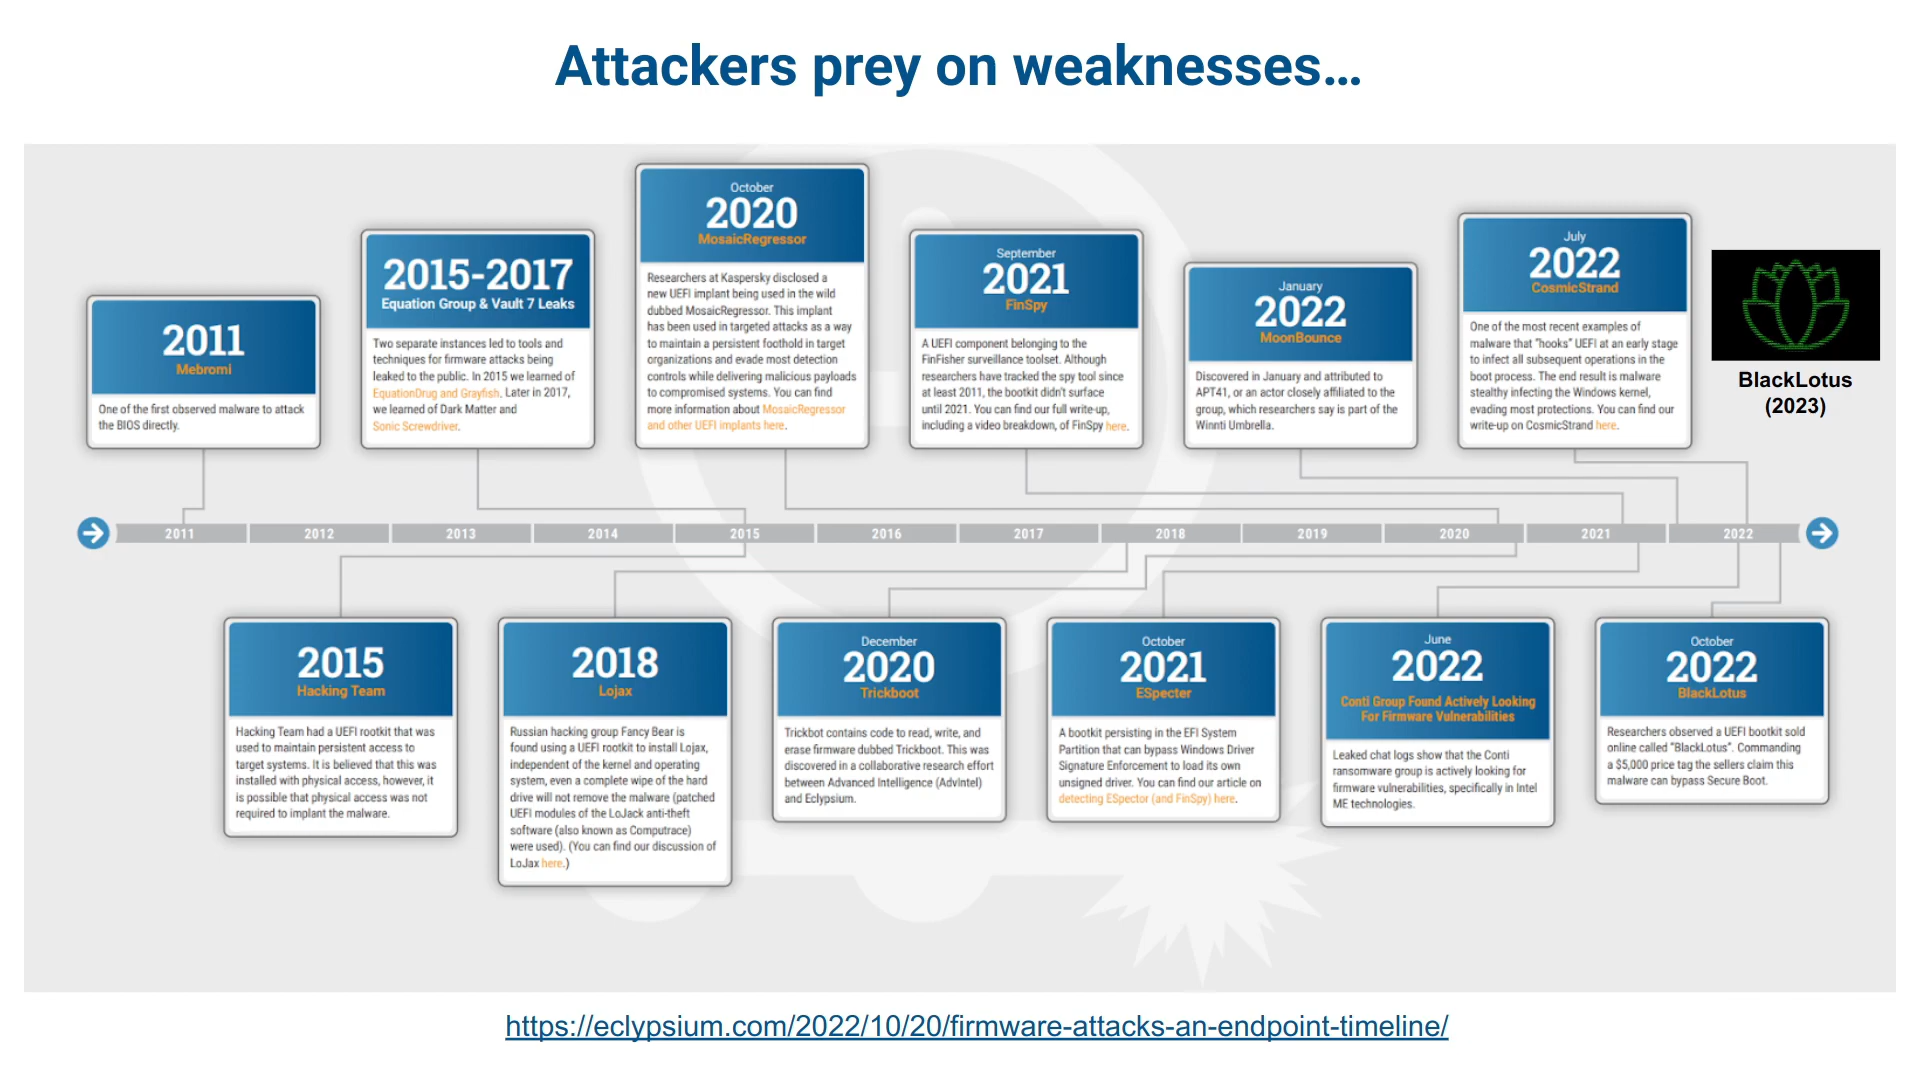 Attackers prey on weaknesses…
2011
Mebromi
One of the first observed malware to attack
the BIOS directly.
2015-2017
Equation Group & Vault 7 Leaks
Two separate instances led to tools and
techniques for firmware attacks being
leaked to the public. In 2015 we learned of
EquationDrug and Grayfish. Later in 2017,
we learned of Dark Matter and
Sonic Screwdriver.
October
2020
MosaicRegressor
Researchers at Kaspersky disclosed a
new UEFI implant being used in the wild
dubbed MosaicRegressor. This implant
has been used in targeted attacks as a way
to maintain a persistent foothold in target
organizations and evade most detection
controls while delivering malicious payloads
to compromised systems. You can find
more information about MosaicRegressor
and other UEFI implants here.
September
2021
FinSpy
A UEFI component belonging to the
FinFisher surveillance toolset. Although
researchers have tracked the spy tool since
at least 2011, the bootkit didn't surface
until 2021. You can find our full write-up,
including a video breakdown, of FinSpy here.
January
2022
MoonBounce
Discovered in January and attributed to
APT41, or an actor closely affiliated to the
group, which researchers say is part of the
Winnti Umbrella.
July
2022
CosmicStrand
One of the most recent examples of
malware that "hooks" UEFI at an early stage
to infect all subsequent operations in the
boot process. The end result is malware
stealthy infecting the Windows kernel,
evading most protections. You can find our
write-up on CosmicStrand here.
BlackLotus
(2023)
2011 2012 2013 2014 2015 2016 2017 2018 2019 2020 2021 2022
2015
Hacking Team
Hacking Team had a UEFI rootkit that was
used to maintain persistent access to
target systems. It is believed that this was
installed with physical access, however, it
is possible that physical access was not
required to implant the malware.
2018
Lojax
Russian hacking group Fancy Bear is
found using a UEFI rootkit to install Lojax,
independent of the kernel and operating
system, even a complete wipe of the hard
drive will not remove the malware (patched
UEFI modules of the LoJack anti-theft
software (also known as Computrace)
were used). (You can find our discussion of
LoJax here.)
December
2020
Trickboot
Trickbot contains code to read, write, and
erase firmware dubbed Trickboot. This was
discovered in a collaborative research effort
between Advanced Intelligence (AdvIntel)
and Eclypsium.
October
2021
ESpecter
A bootkit persisting in the EFI System
Partition that can bypass Windows Driver
Signature Enforcement to load its own
unsigned driver. You can find our article on
detecting ESpector (and FinSpy) here.
June
2022
Conti Group Found Actively Looking
For Firmware Vulnerabilities
Leaked chat logs show that the Conti
ransomware group is actively looking for
firmware vulnerabilities, specifically in Intel
ME technologies.
October
2022
BlackLotus
Researchers observed a UEFI bootkit sold
online called "BlackLotus". Commanding
a $5,000 price tag the sellers claim this
malware can bypass Secure Boot.
https://eclypsium.com/2022/10/20/firmware-attacks-an-endpoint-timeline/